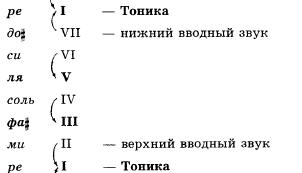 ре I — Тоника
до♯ VII — нижний вводный звук
си VI
ля V
соль IV
фа♯ III
ми II — верхний вводный звук
ре I — Тоника